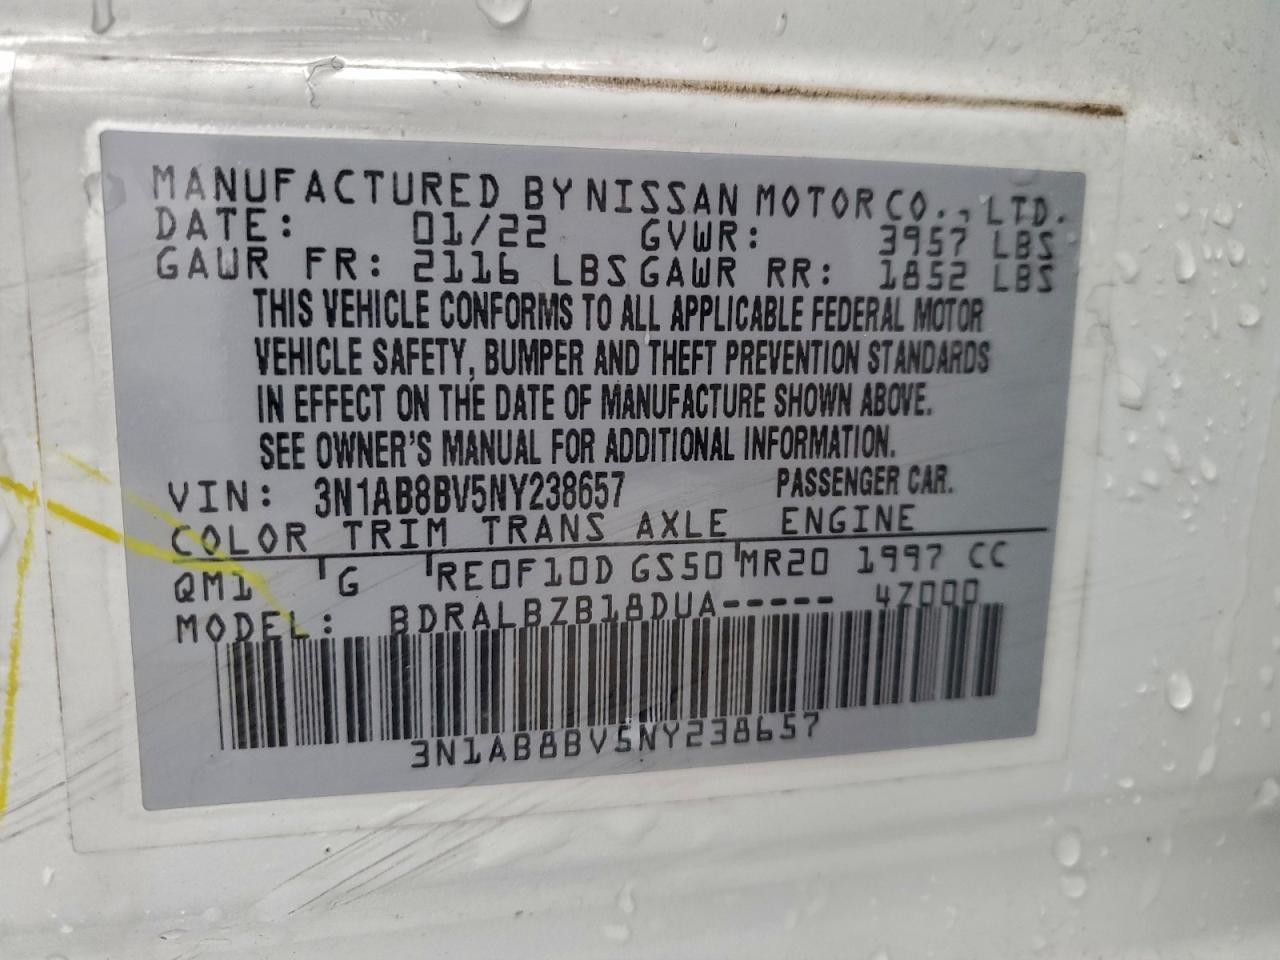 MANUFACTURED BY NISSAN MOTOR CO., LTD.
DATE: 01/22 GVWR: 3957 LBS
GAWR FR: 2116 LBS GAWR RR: 1852 LBS
THIS VEHICLE CONFORMS TO ALL APPLICABLE FEDERAL MOTOR
VEHICLE SAFETY, BUMPER AND THEFT PREVENTION STANDARDS
IN EFFECT ON THE DATE OF MANUFACTURE SHOWN ABOVE.
SEE OWNER'S MANUAL FOR ADDITIONAL INFORMATION.
VIN: 3N1AB8BV5NY238657 PASSENGER CAR.
COLOR TRIM TRANS AXLE ENGINE
QM1 G RE0F10D GS50 MR20 1997 CC
MODEL: BDRALBZB18DUA----- 4Z000
3N1AB8BV5NY238657